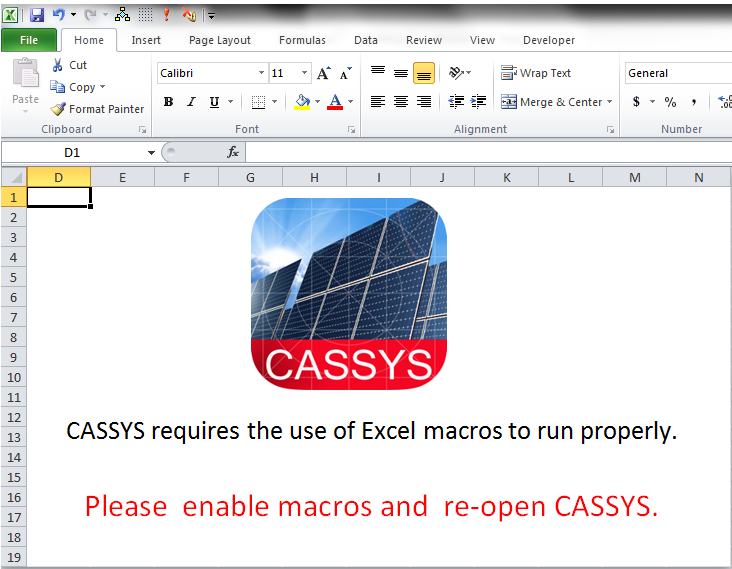 File Home Insert Page Layout Formulas Data Review View Developer
Paste
Cut
Copy
Format Painter
Clipboard
Calibri 11 A A
B I U A
Font
Wrap Text
Merge & Center
Alignment
General
$ % ,
Number
D1 fx
D E F G H I J K L M N
1
2
3
4
5
6
7
8
9
10
11
12
13
14
15
16
17
18
19
CASSYS
CASSYS requires the use of Excel macros to run properly.
Please enable macros and re-open CASSYS.